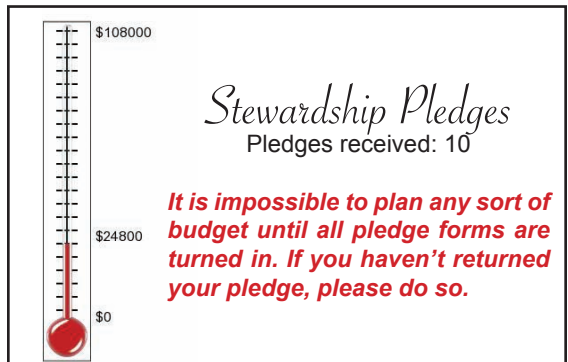 $108000
Stewardship Pledges
Pledges received: 10
It is impossible to plan any sort of
budget until all pledge forms are
turned in. If you haven't returned
your pledge, please do so.
$24800
$0